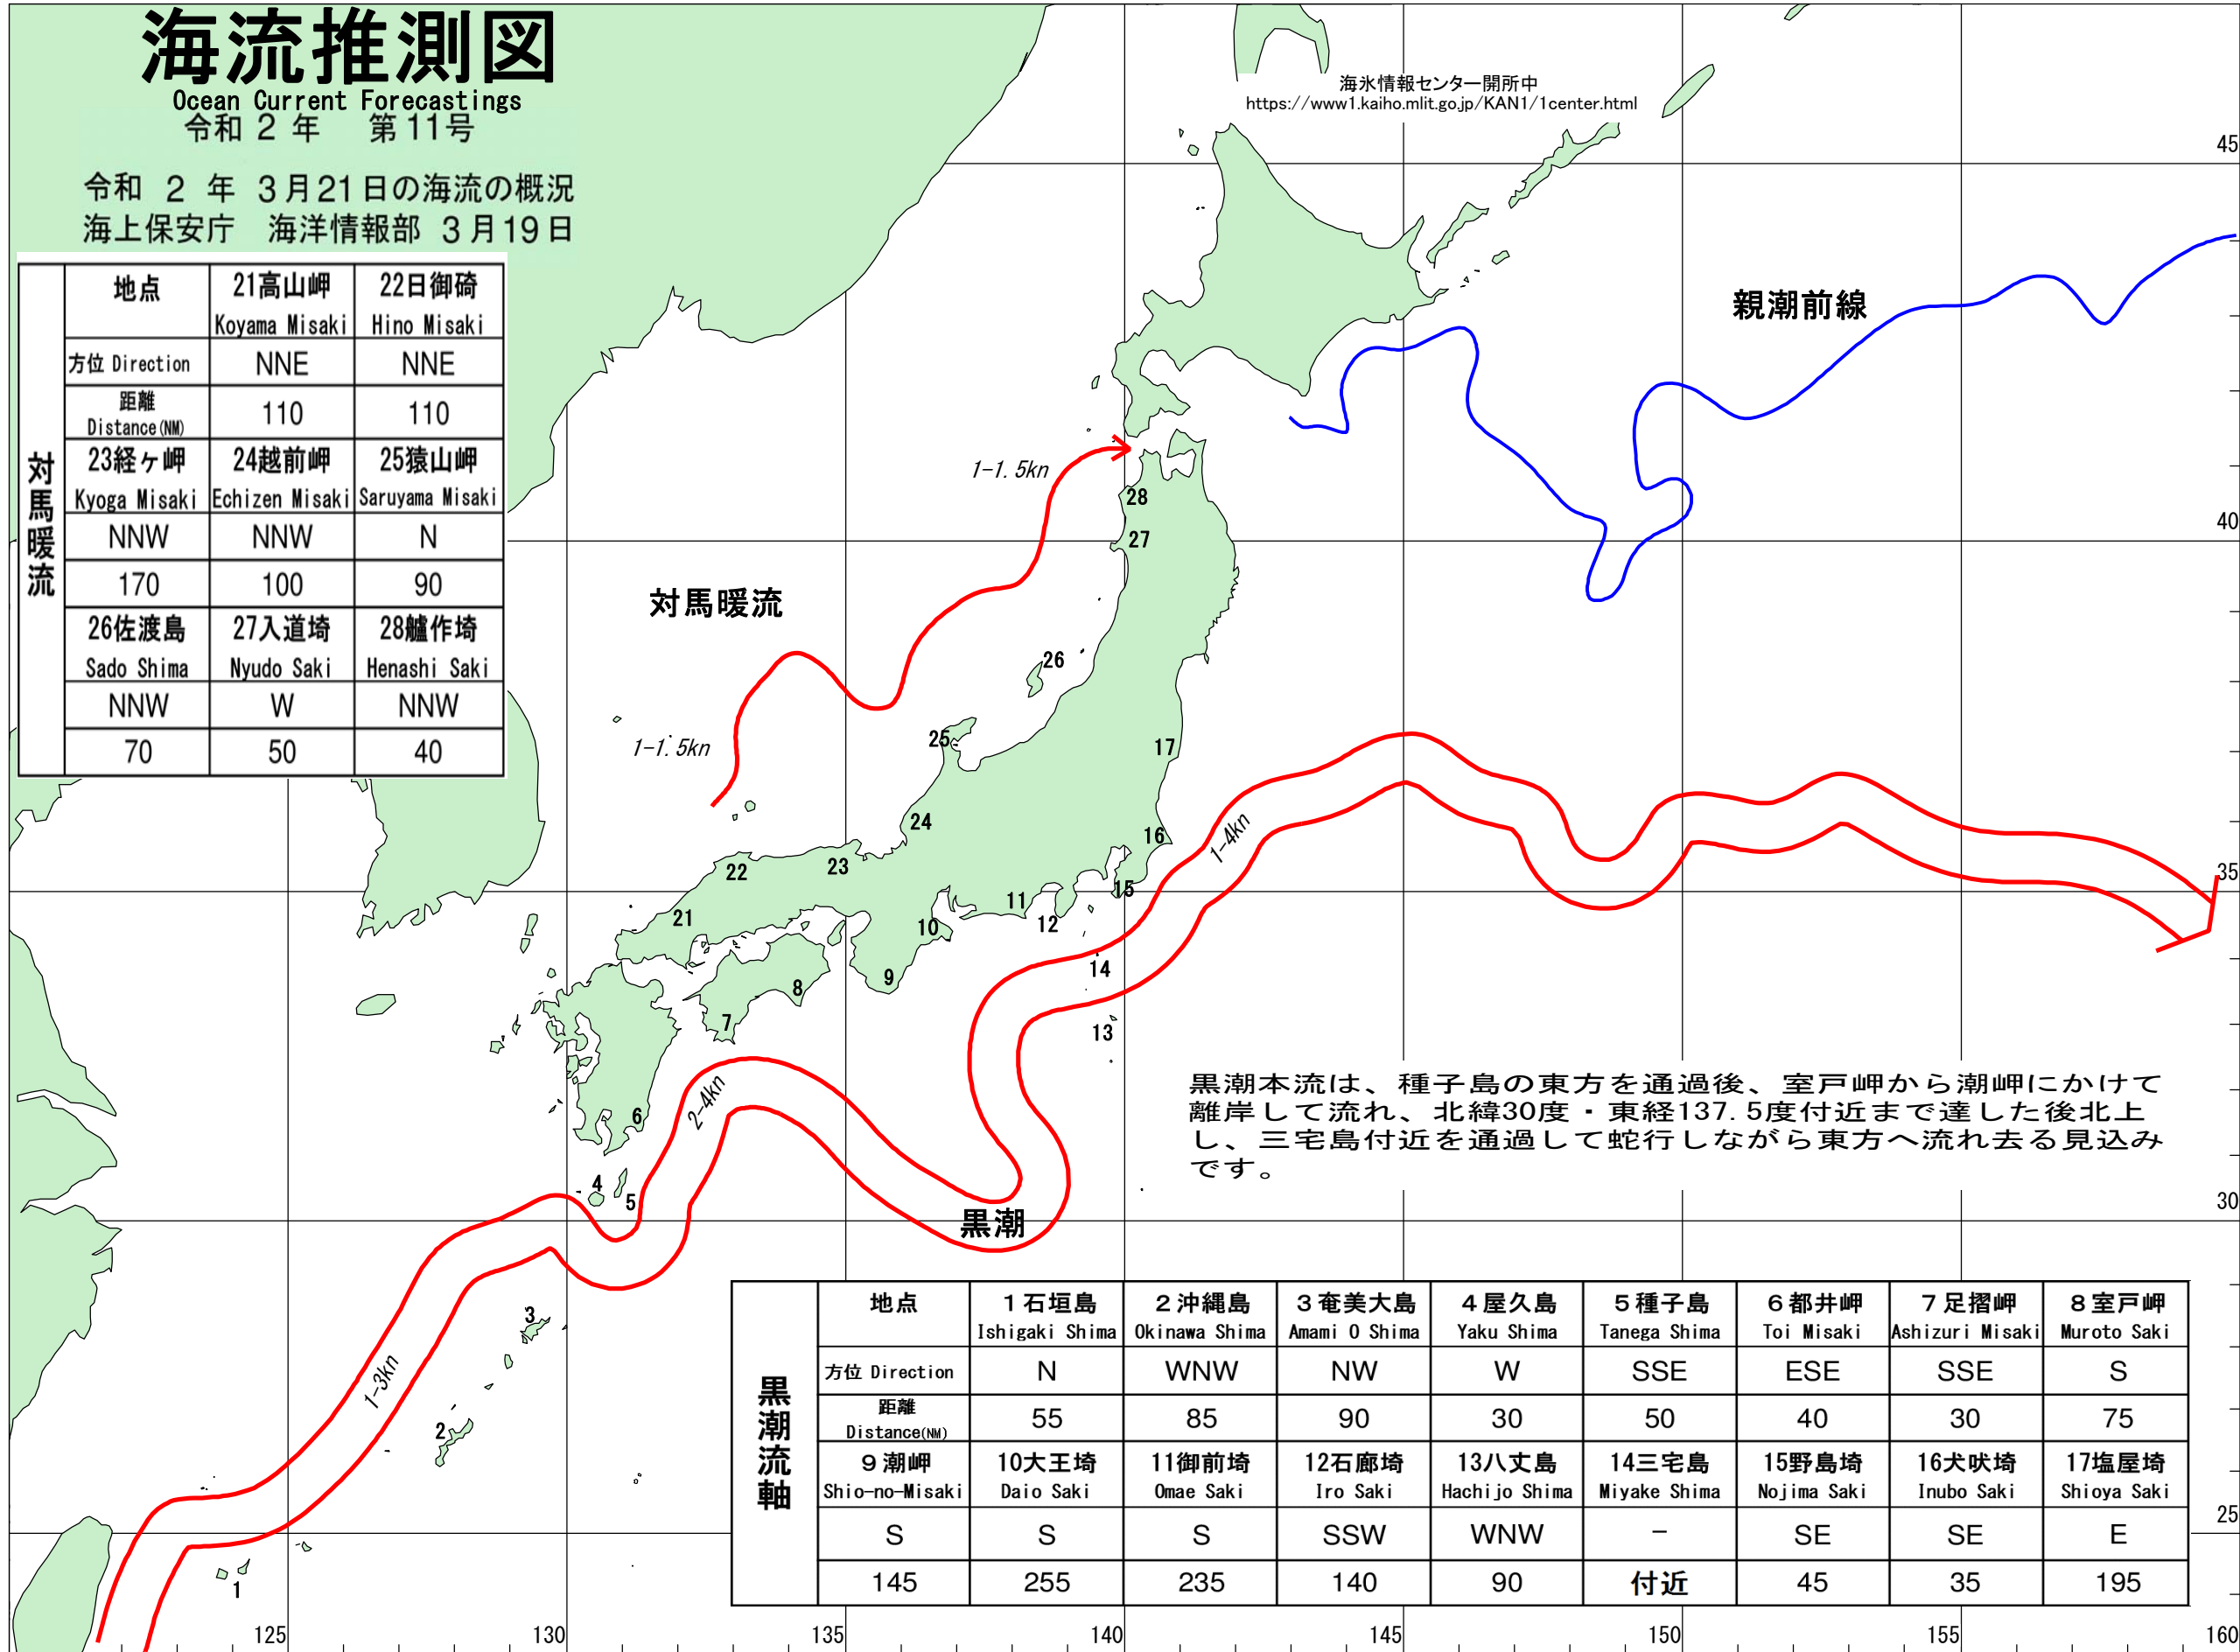 海流推測図
Ocean Current Forecastings
令和 2 年 第11号
令和 2 年 3月21日の海流の概況
海上保安庁 海洋情報部 3月19日
海氷情報センター開所中
https://www1.kaiho.mlit.go.jp/KAN1/1center.html
対馬暖流
地点 21高山岬 22日御碕
Koyama Misaki Hino Misaki
方位 Direction NNE NNE
距離 Distance(NM) 110 110
23経ヶ岬 24越前岬 25猿山岬
Kyoga Misaki Echizen Misaki Saruyama Misaki
NNW NNW N
170 100 90
26佐渡島 27入道埼 28艫作埼
Sado Shima Nyudo Saki Henashi Saki
NNW W NNW
70 50 40
45
親潮前線
1-1.5kn
28
40
27
対馬暖流
26
25
1-1.5kn
17
24
16
1-4kn
23
22
35
15
11
21
12
10
14
9
8
7
13
黒潮本流は、種子島の東方を通過後、室戸岬から潮岬にかけて
離岸して流れ、北緯30度・東経137.5度付近まで達した後北上
し、三宅島付近を通過して蛇行しながら東方へ流れ去る見込み
です。
2-4kn
6
4
5
30
黒潮
3
1-3kn
2
1
黒潮流軸
地点 1石垣島 2沖縄島 3奄美大島 4屋久島 5種子島 6都井岬 7足摺岬 8室戸岬
Ishigaki Shima Okinawa Shima Amami O Shima Yaku Shima Tanega Shima Toi Misaki Ashizuri Misaki Muroto Saki
方位 Direction N WNW NW W SSE ESE SSE S
距離 Distance(NM) 55 85 90 30 50 40 30 75
9潮岬 10大王埼 11御前埼 12石廊埼 13八丈島 14三宅島 15野島埼 16犬吠埼 17塩屋埼
Shio-no-Misaki Daio Saki Omae Saki Iro Saki Hachijo Shima Miyake Shima Nojima Saki Inubo Saki Shioya Saki
S S S SSW WNW − SE SE E
145 255 235 140 90 付近 45 35 195
25
125 130 135 140 145 150 155 160